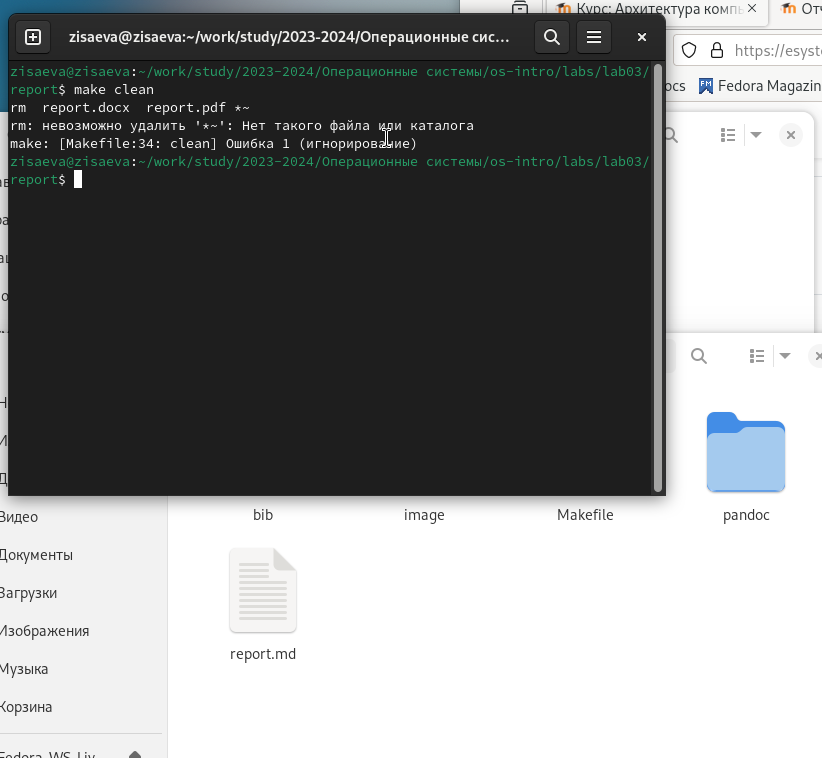 Курс: Архитектура комп
От
zisaeva@zisaeva:~/work/study/2023-2024/Операционные сис...
https://esyst
ocs
Fedora Magazin
zisaeva@zisaeva:~/work/study/2023-2024/Операционные системы/os-intro/labs/lab03/
report$ make clean
rm  report.docx  report.pdf *~
rm: невозможно удалить '*~': Нет такого файла или каталога
make: [Makefile:34: clean] Ошибка 1 (игнорирование)
zisaeva@zisaeva:~/work/study/2023-2024/Операционные системы/os-intro/labs/lab03/
report$
bib
image
Makefile
pandoc
report.md
Видео
Документы
Загрузки
Изображения
Музыка
Корзина
Fedora-WS-Liv